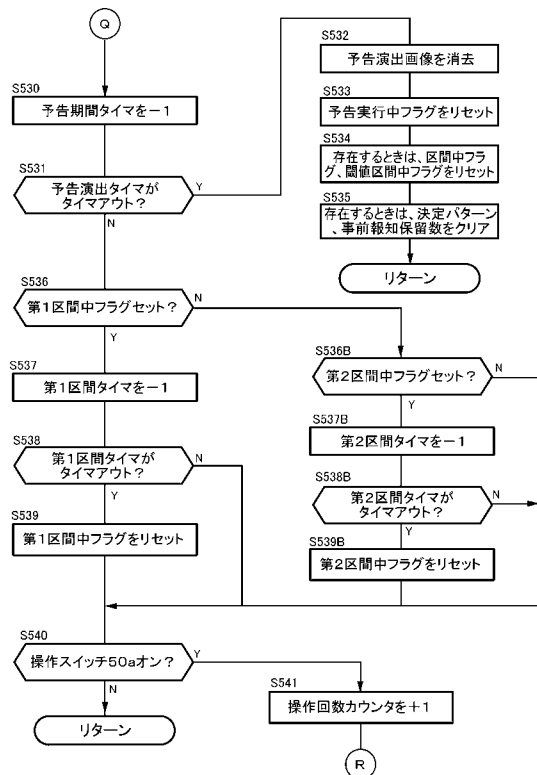 Q
S530
予告期間タイマを－1
S531
予告演出タイマが
タイムアウト？
Y
N
S532
予告演出画像を消去
S533
予告実行中フラグをリセット
S534
存在するときは、区間中フラ
グ、閾値区間中フラグをリセット
S535
存在するときは、決定パターン
、事前報知保留数をクリア
リターン
S536
第1区間中フラグセット？
N
Y
S537
第1区間タイマを－1
S538
第1区間タイマが
タイムアウト？
N
Y
S539
第1区間中フラグをリセット
S536B
第2区間中フラグセット？
N
Y
S537B
第2区間タイマを－1
S538B
第2区間タイマが
タイムアウト？
N
Y
S539B
第2区間中フラグをリセット
S540
操作スイッチ50aオン？
Y
N
リターン
S541
操作回数カウンタを＋1
R